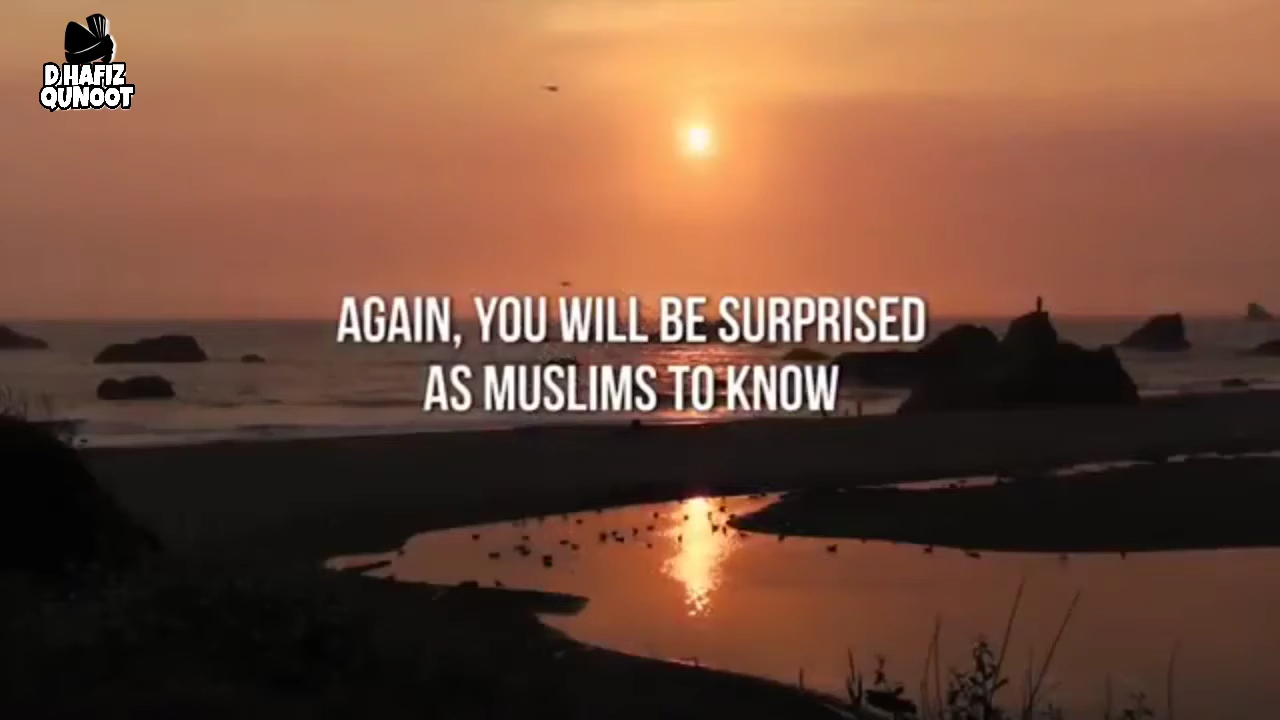 D.HAFIZ
QUNOOT
AGAIN, YOU WILL BE SURPRISED
AS MUSLIMS TO KNOW